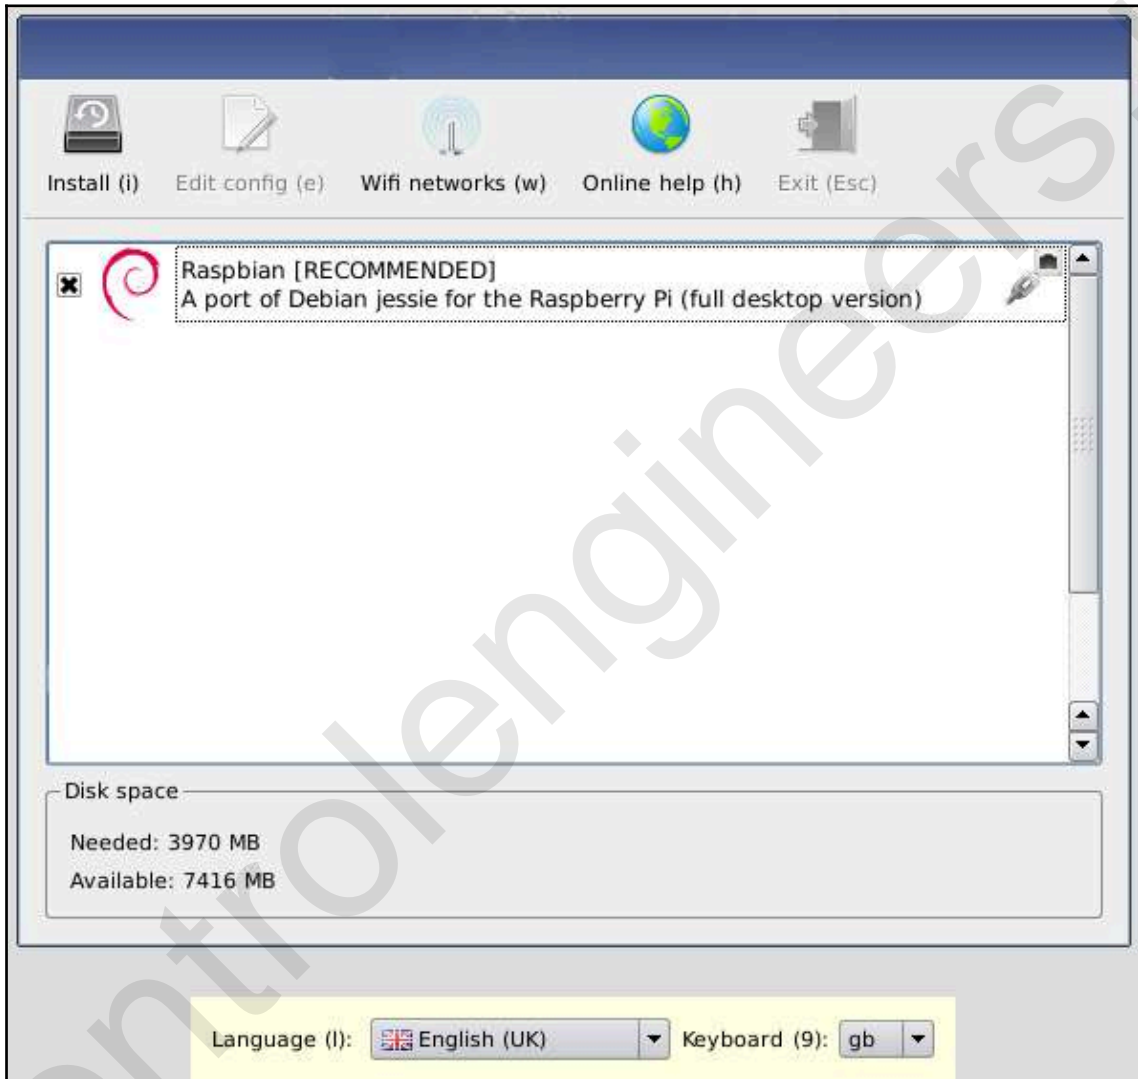 Install (i) Edit config (e) Wifi networks (w) Online help (h) Exit (Esc)
Raspbian [RECOMMENDED]
A port of Debian jessie for the Raspberry Pi (full desktop version)
Disk space
Needed: 3970 MB
Available: 7416 MB
Language (l): English (UK) Keyboard (9): gb